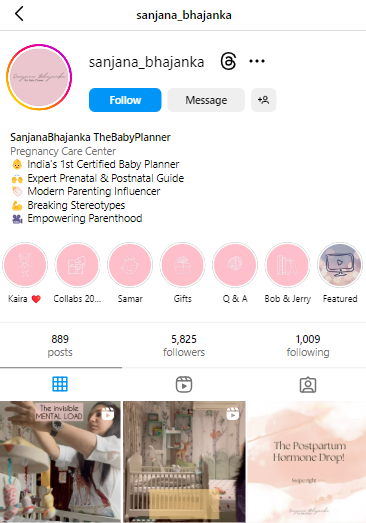 sanjana_bhajanka
sanjana_bhajanka
Follow
Message
SanjanaBhajanka TheBabyPlanner
Pregnancy Care Center
👶 India's 1st Certified Baby Planner
🙌 Expert Prenatal & Postnatal Guide
🏷️ Modern Parenting Influencer
💪 Breaking Stereotypes
🎥 Empowering Parenthood
Kaira ❤️ Collabs 20... Samar Gifts Q & A Bob & Jerry Featured
889 5,825 1,009
posts followers following
The invisible
MENTAL LOAD
The Postpartum
Hormone Drop!
Swipe right